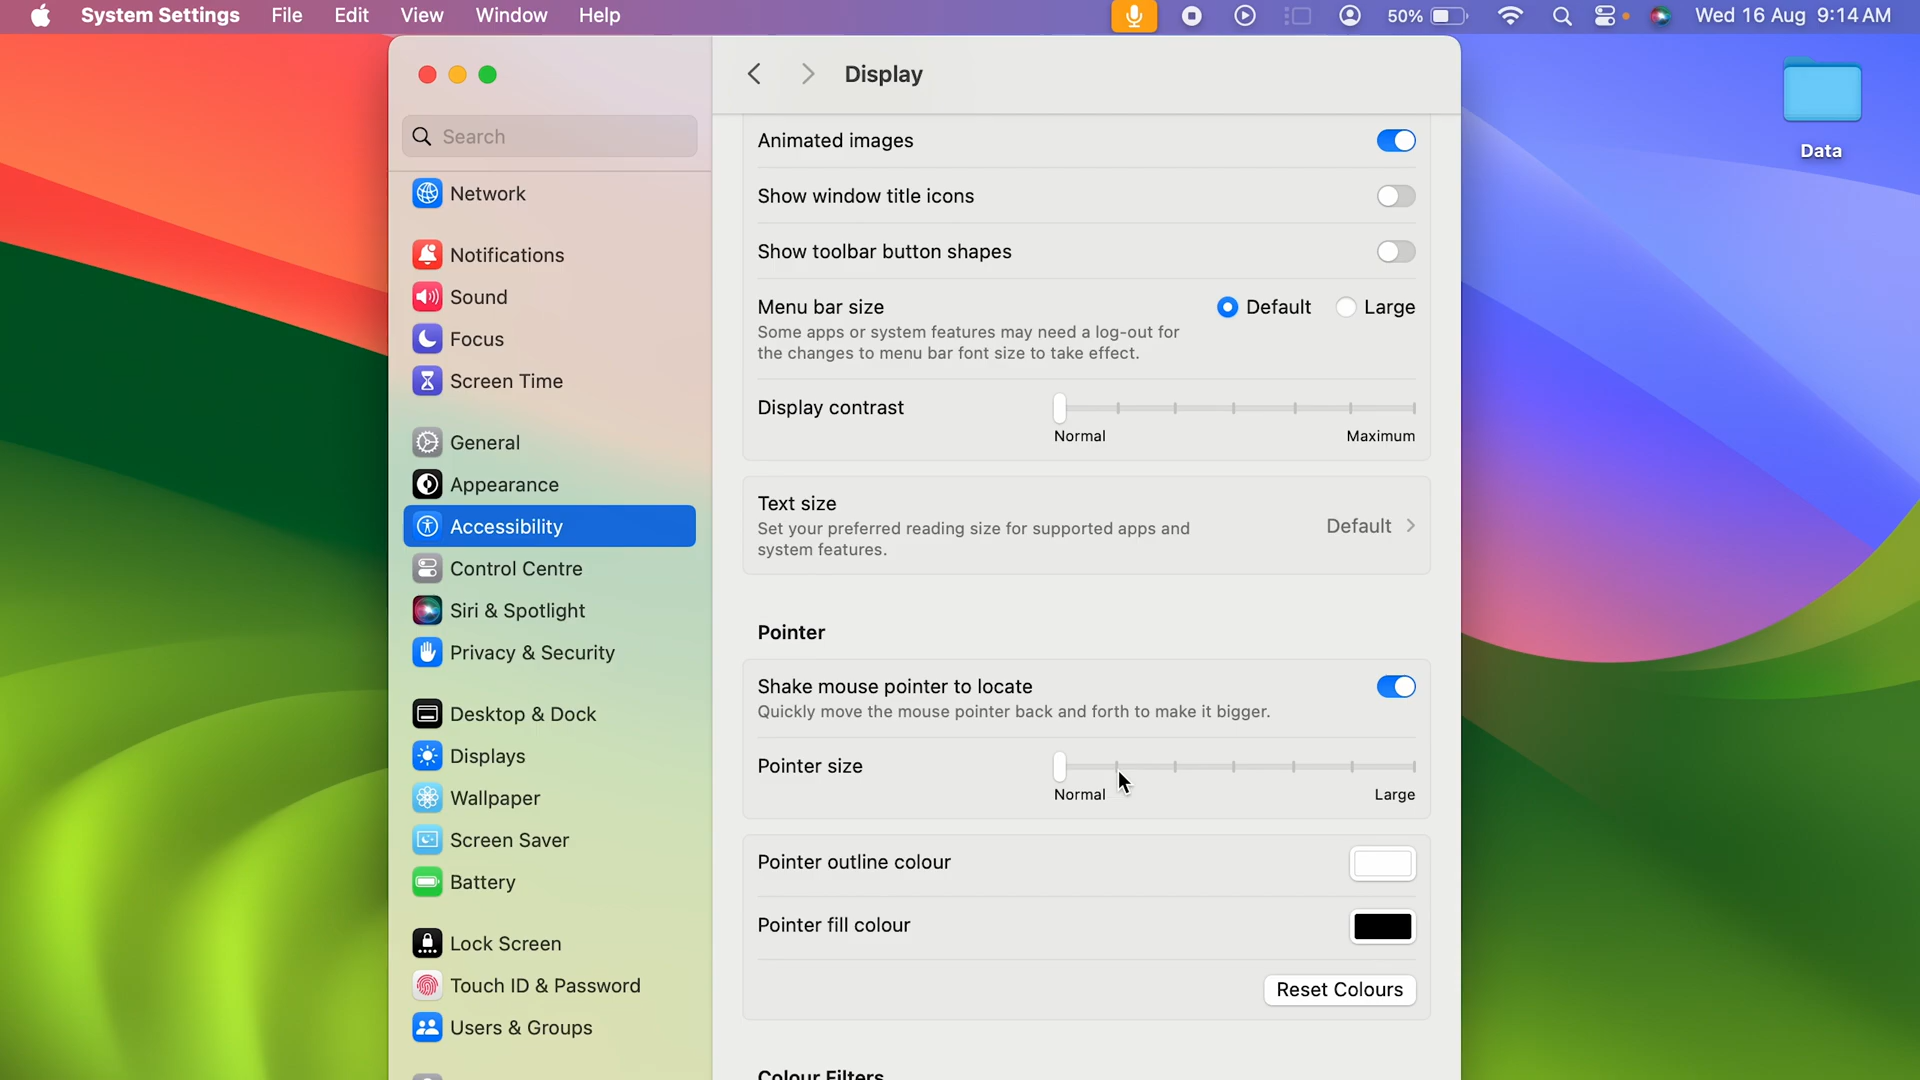 System Settings File Edit View Window Help 50% Wed 16 Aug 9:14 AM
Data
Search
Network
Notifications
Sound
Focus
Screen Time
General
Appearance
Accessibility
Control Centre
Siri & Spotlight
Privacy & Security
Desktop & Dock
Displays
Wallpaper
Screen Saver
Battery
Lock Screen
Touch ID & Password
Users & Groups
Display
Animated images
Show window title icons
Show toolbar button shapes
Menu bar size Default Large
Some apps or system features may need a log-out for
the changes to menu bar font size to take effect.
Display contrast
Normal Maximum
Text size
Set your preferred reading size for supported apps and
system features.
Default
Pointer
Shake mouse pointer to locate
Quickly move the mouse pointer back and forth to make it bigger.
Pointer size
Normal Large
Pointer outline colour
Pointer fill colour
Reset Colours
Colour Filters